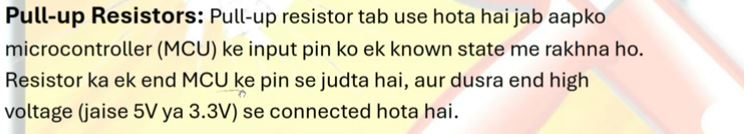 Pull-up Resistors: Pull-up resistor tab use hota hai jab aapko
microcontroller (MCU) ke input pin ko ek known state me rakhna ho.
Resistor ka ek end MCU ke pin se judta hai, aur dusra end high
voltage (jaise 5V ya 3.3V) se connected hota hai.